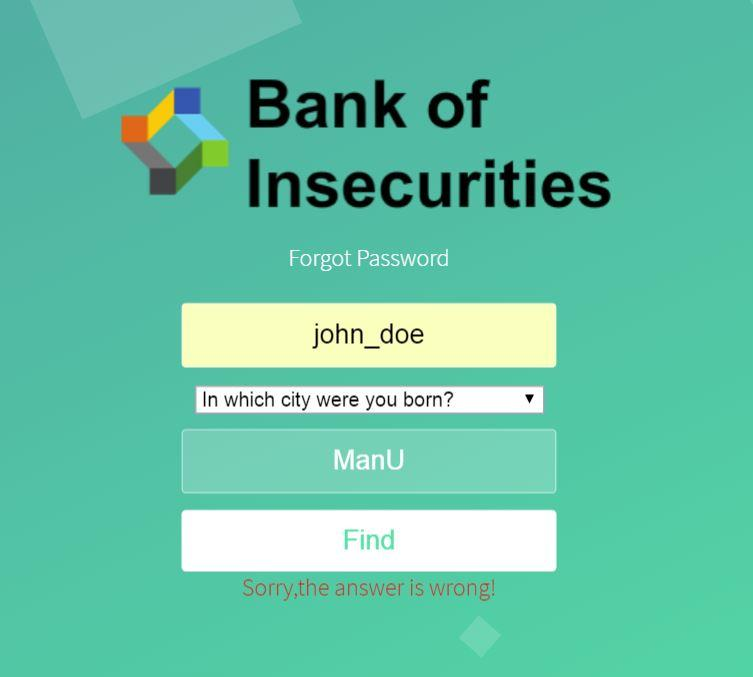 Bank of
Insecurities
Forgot Password
john_doe
In which city were you born?
ManU
Find
Sorry,the answer is wrong!